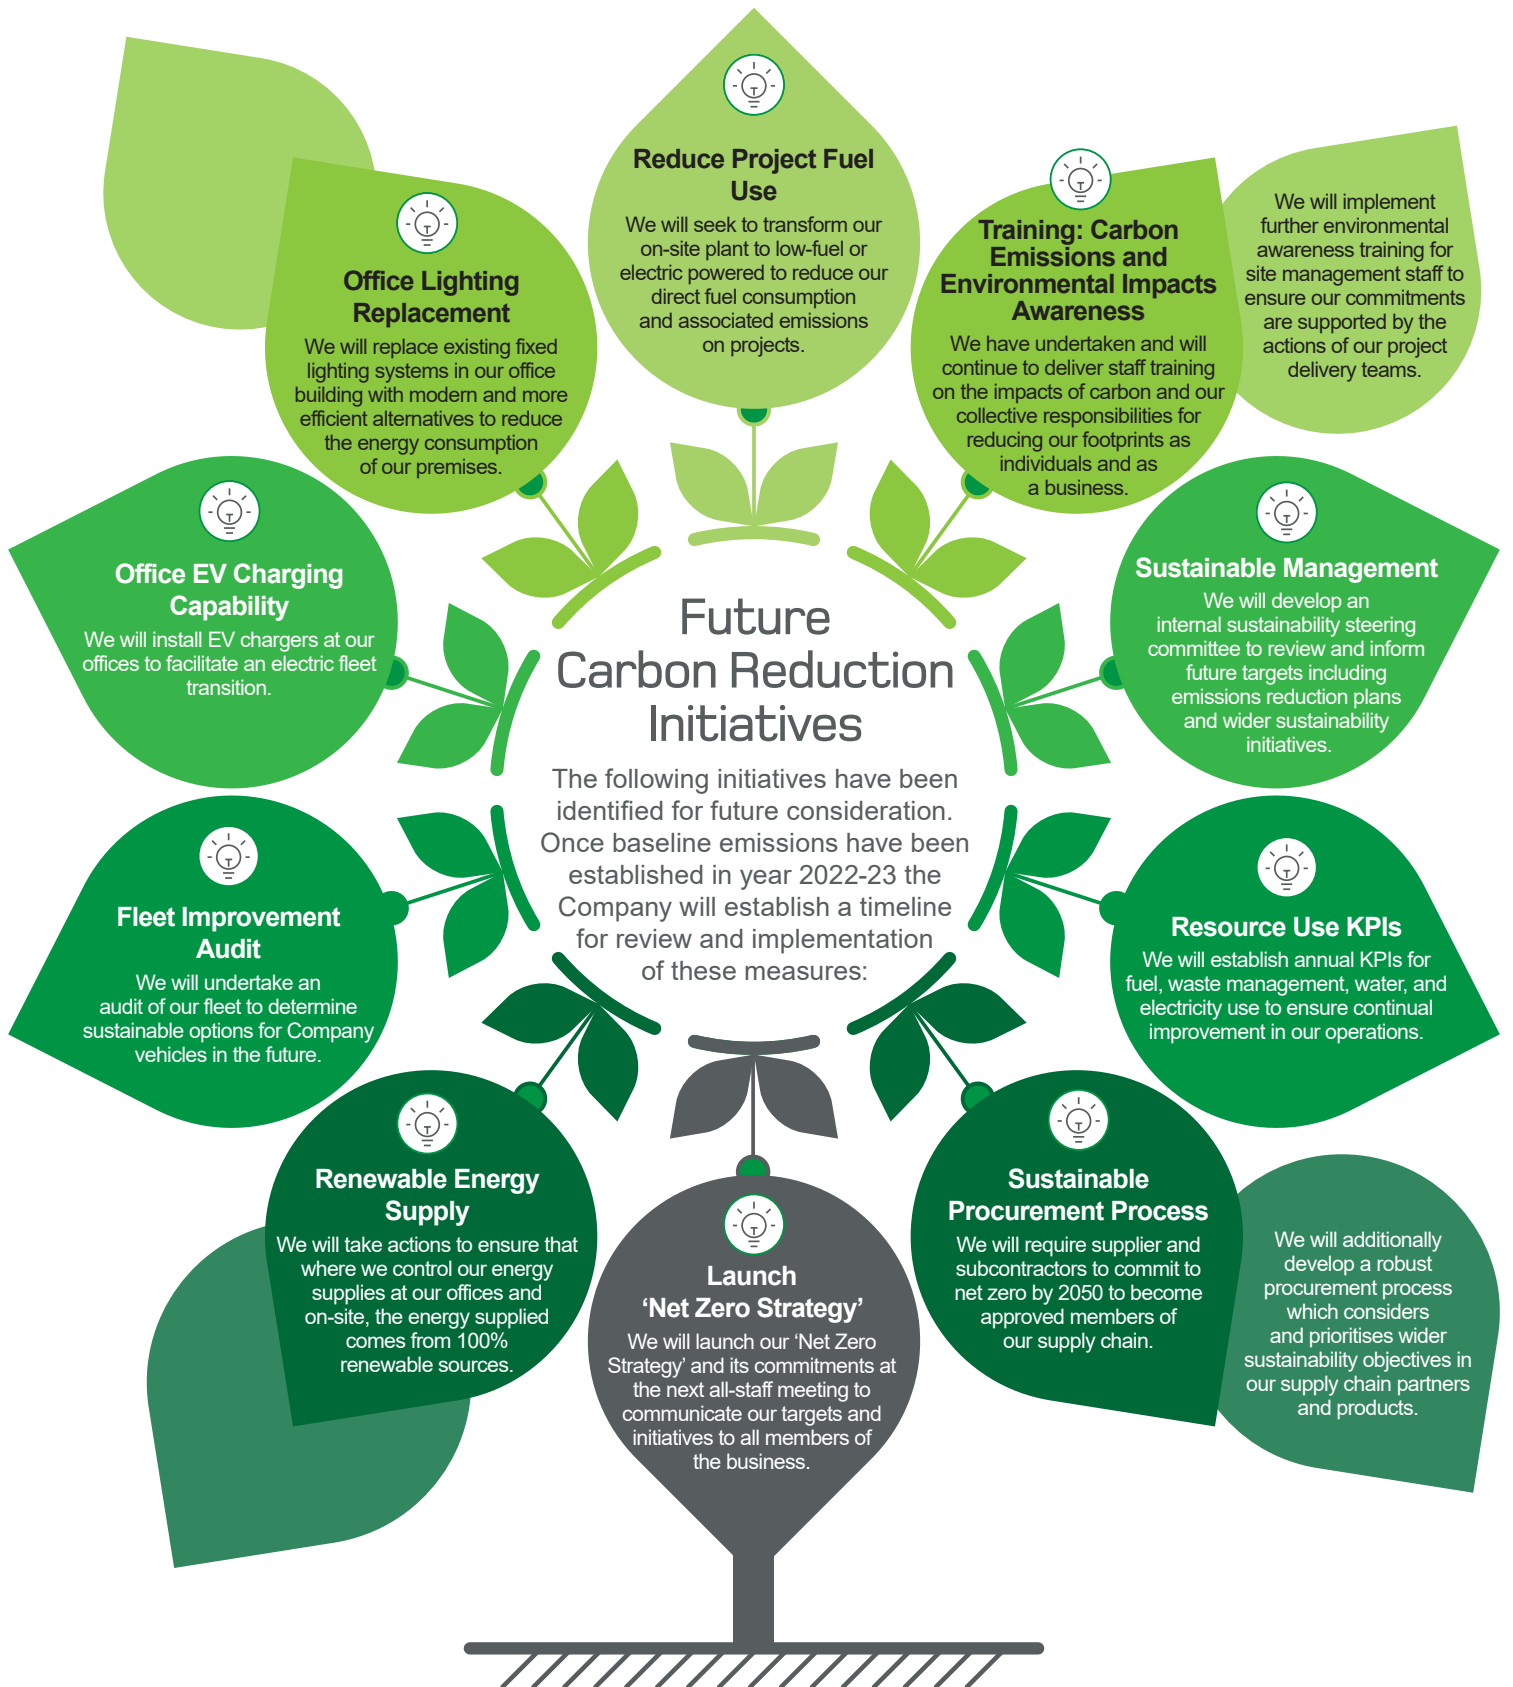 Future
Carbon Reduction
Initiatives
The following initiatives have been
identified for future consideration.
Once baseline emissions have been
established in year 2022-23 the
Company will establish a timeline
for review and implementation
of these measures:
Reduce Project Fuel
Use
We will seek to transform our
on-site plant to low-fuel or
electric powered to reduce our
direct fuel consumption
and associated emissions
on projects.
Training: Carbon
Emissions and
Environmental Impacts
Awareness
We have undertaken and will
continue to deliver staff training
on the impacts of carbon and our
collective responsibilities for
reducing our footprints as
individuals and as
a business.
We will implement
further environmental
awareness training for
site management staff to
ensure our commitments
are supported by the
actions of our project
delivery teams.
Sustainable Management
We will develop an
internal sustainability steering
committee to review and inform
future targets including
emissions reduction plans
and wider sustainability
initiatives.
Resource Use KPIs
We will establish annual KPIs for
fuel, waste management, water, and
electricity use to ensure continual
improvement in our operations.
Sustainable
Procurement Process
We will require supplier and
subcontractors to commit to
net zero by 2050 to become
approved members of
our supply chain.
We will additionally
develop a robust
procurement process
which considers
and prioritises wider
sustainability objectives in
our supply chain partners
and products.
Launch
‘Net Zero Strategy’
We will launch our ‘Net Zero
Strategy’ and its commitments at
the next all-staff meeting to
communicate our targets and
initiatives to all members of
the business.
Renewable Energy
Supply
We will take actions to ensure that
where we control our energy
supplies at our offices and
on-site, the energy supplied
comes from 100%
renewable sources.
Fleet Improvement
Audit
We will undertake an
audit of our fleet to determine
sustainable options for Company
vehicles in the future.
Office EV Charging
Capability
We will install EV chargers at our
offices to facilitate an electric fleet
transition.
Office Lighting
Replacement
We will replace existing fixed
lighting systems in our office
building with modern and more
efficient alternatives to reduce
the energy consumption
of our premises.